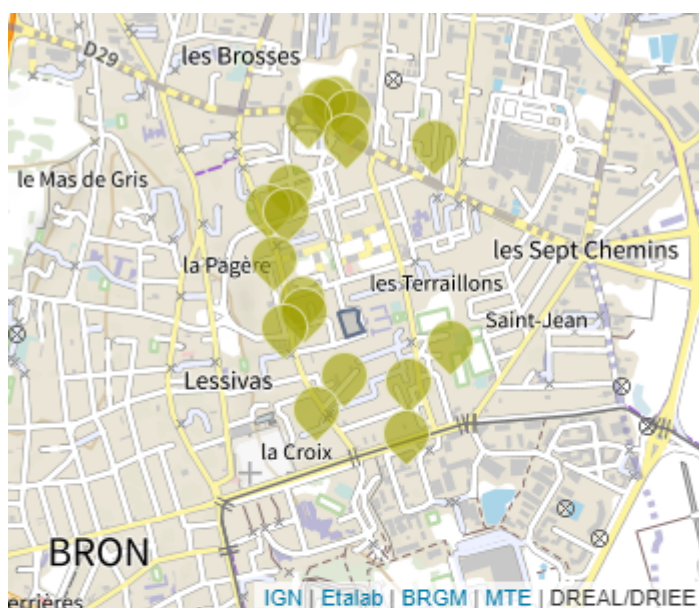 les Brosses
D29
le Mas de Gris
les Sept Chemins
la Pagère
les Terraillons
Saint-Jean
Lessivas
la Croix
BRON
errières
IGN | Etalab | BRGM | MTE | DREAL/DRIEE